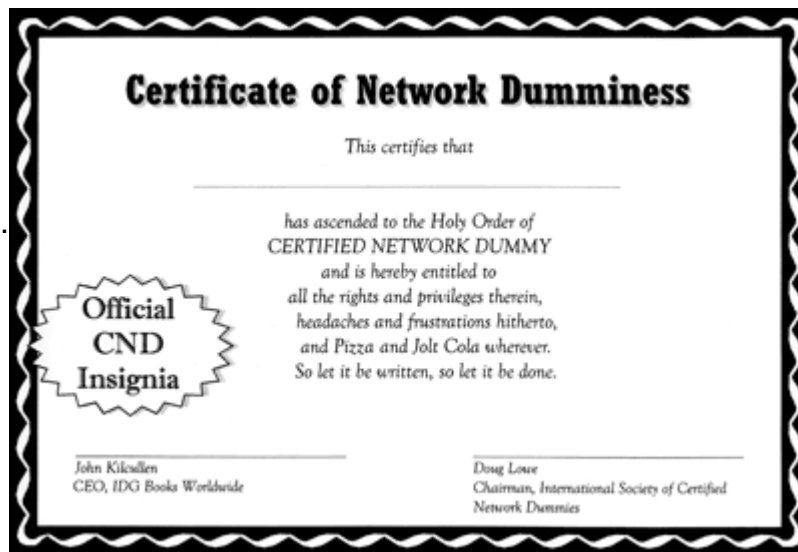 Certificate of Network Dumminess
This certifies that
has ascended to the Holy Order of
CERTIFIED NETWORK DUMMY
and is hereby entitled to
all the rights and privileges therein,
headaches and frustrations hitherto,
and Pizza and Jolt Cola wherever.
So let it be written, so let it be done.
Official
CND
Insignia
John Kilcullen
CEO, IDG Books Worldwide
Doug Lowe
Chairman, International Society of Certified
Network Dummies